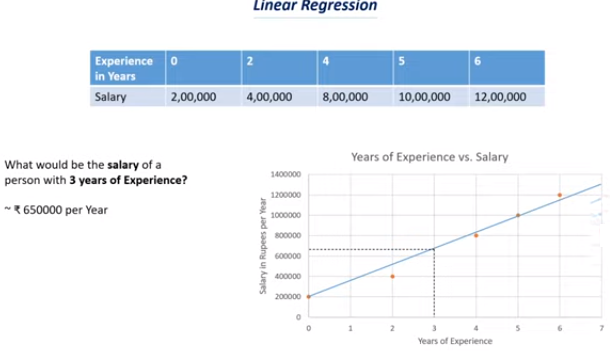 Linear Regression
Experience in Years 0 2 4 5 6
Salary 2,00,000 4,00,000 8,00,000 10,00,000 12,00,000
What would be the salary of a
person with 3 years of Experience?
~ ₹ 650000 per Year
Years of Experience vs. Salary
Salary in Rupees per Year
1400000
1200000
1000000
800000
600000
400000
200000
0
0 1 2 3 4 5 6 7
Years of Experience